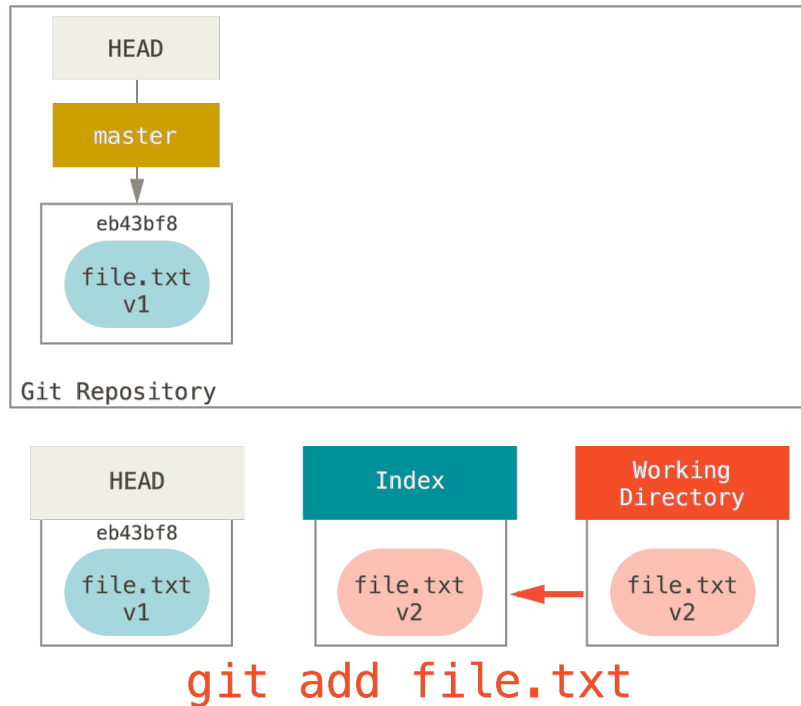 HEAD
master
eb43bf8
file.txt
v1
Git Repository
HEAD
Index
Working
Directory
eb43bf8
file.txt
v1
file.txt
v2
file.txt
v2
git add file.txt